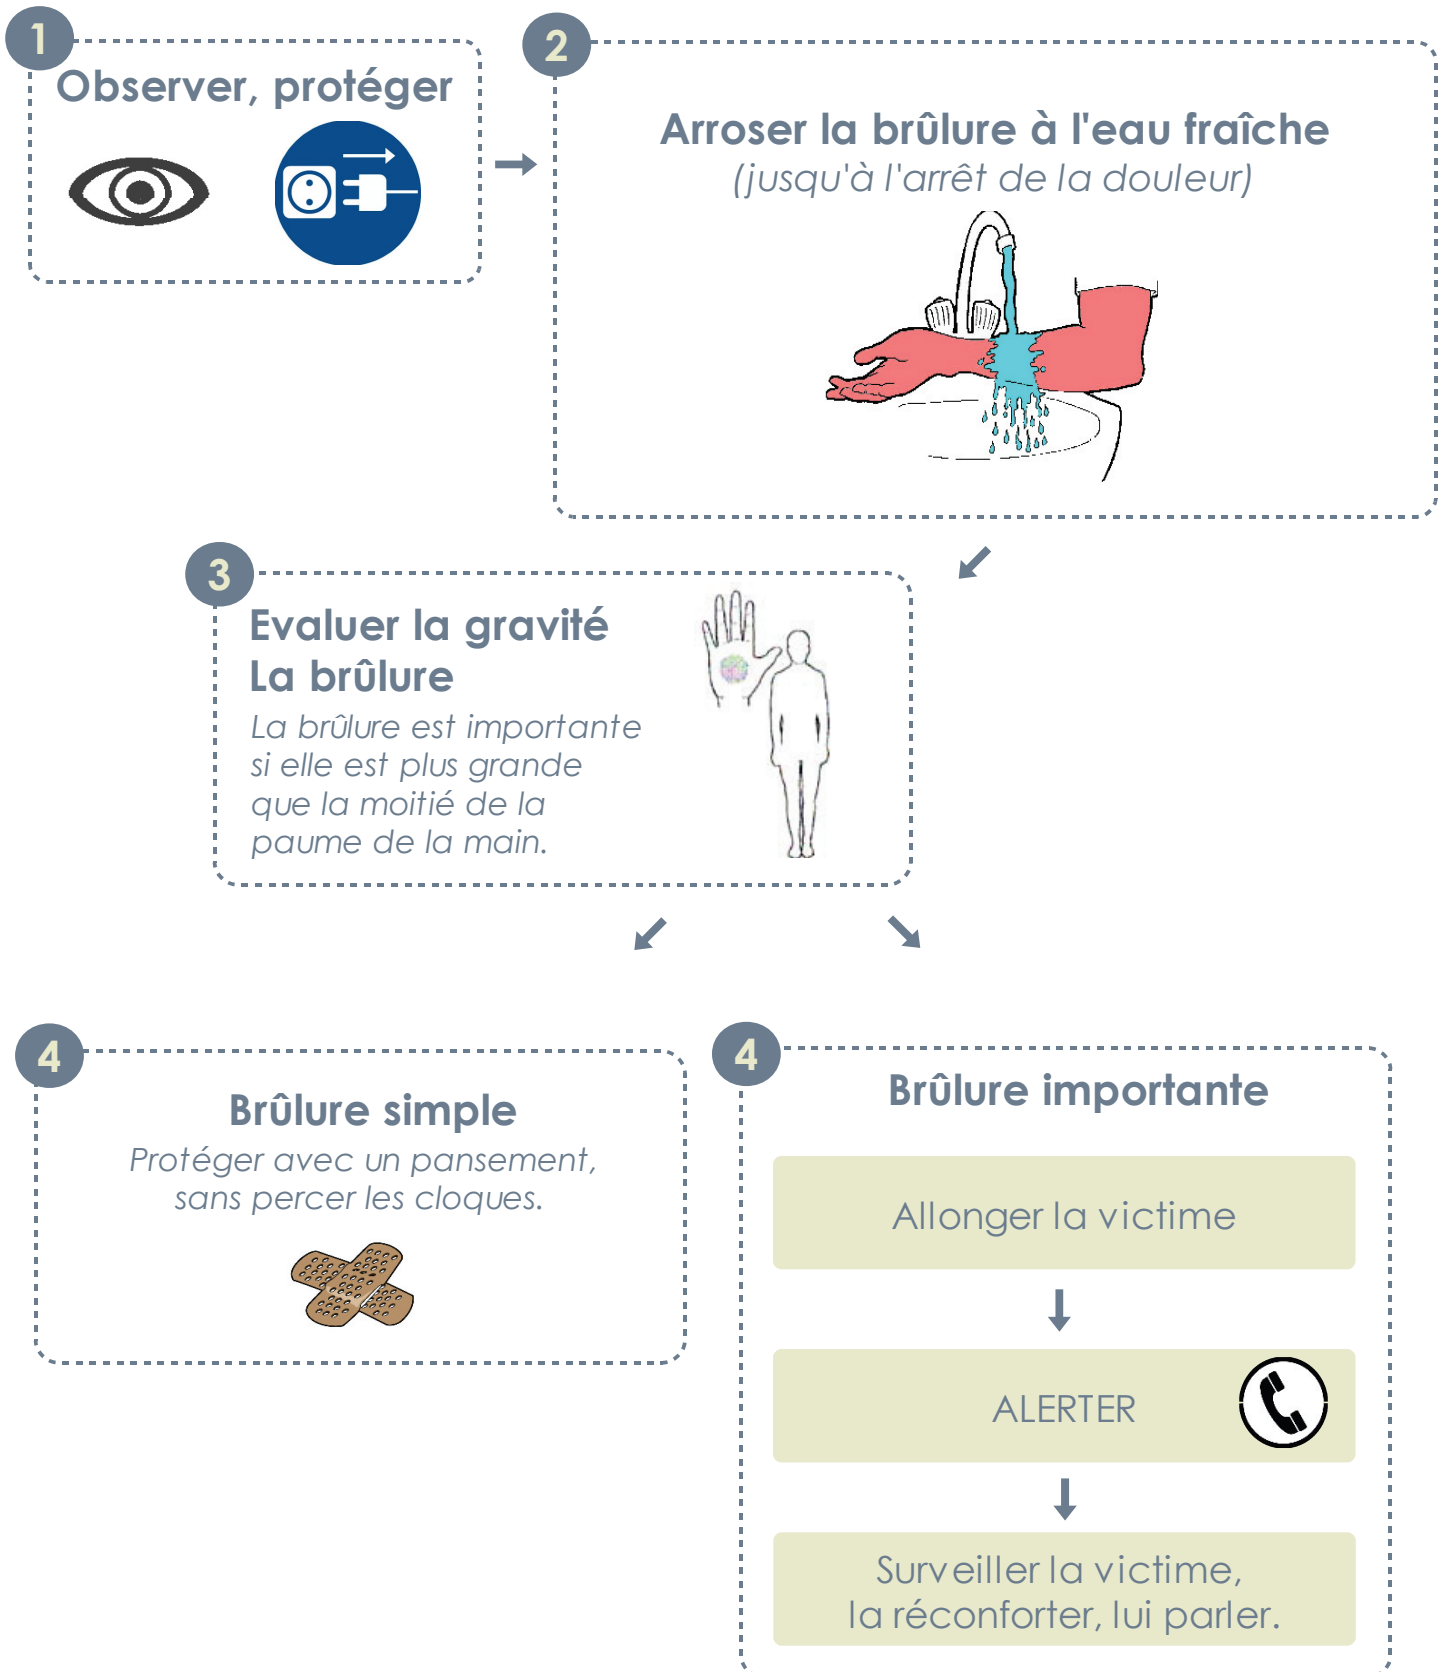 1
Observer, protéger
2
Arroser la brûlure à l'eau fraîche
(jusqu'à l'arrêt de la douleur)
3
Evaluer la gravité
La brûlure
La brûlure est importante
si elle est plus grande
que la moitié de la
paume de la main.
4
Brûlure simple
Protéger avec un pansement,
sans percer les cloques.
4
Brûlure importante
Allonger la victime
ALERTER
Surveiller la victime,
la réconforter, lui parler.